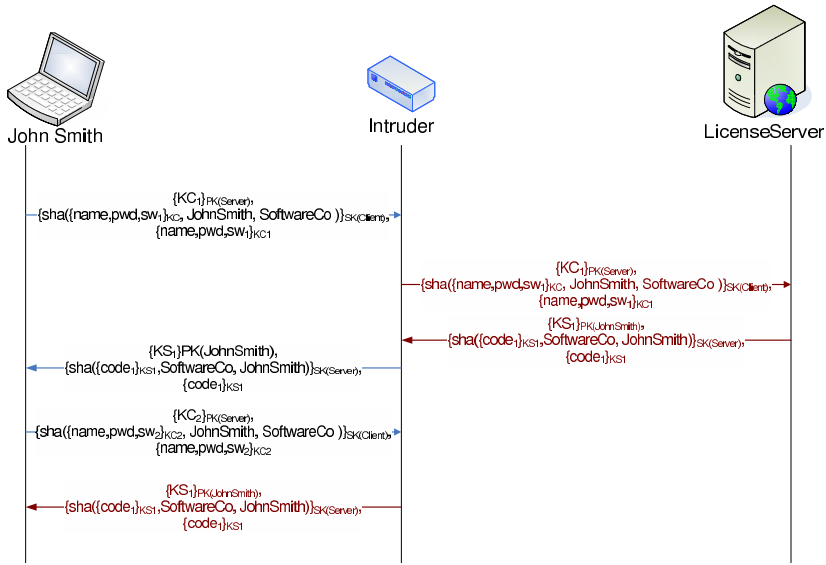 John Smith
Intruder
LicenseServer
{KC1}PK(Server),
{sha({name,pwd,sw1}KC, JohnSmith, SoftwareCo )}SK(Client),
{name,pwd,sw1}KC1
{KC1}PK(Server),
{sha({name,pwd,sw1}KC, JohnSmith, SoftwareCo )}SK(Client),
{name,pwd,sw1}KC1
{KS1}PK(JohnSmith),
{sha({code1}KS1,SoftwareCo, JohnSmith)}SK(Server),
{code1}KS1
{KS1}PK(JohnSmith),
{sha({code1}KS1,SoftwareCo, JohnSmith)}SK(Server),
{code1}KS1
{KC2}PK(Server),
{sha({name,pwd,sw2}KC2, JohnSmith, SoftwareCo )}SK(Client),
{name,pwd,sw2}KC2
{KS1}PK(JohnSmith),
{sha({code1}KS1,SoftwareCo, JohnSmith)}SK(Server),
{code1}KS1